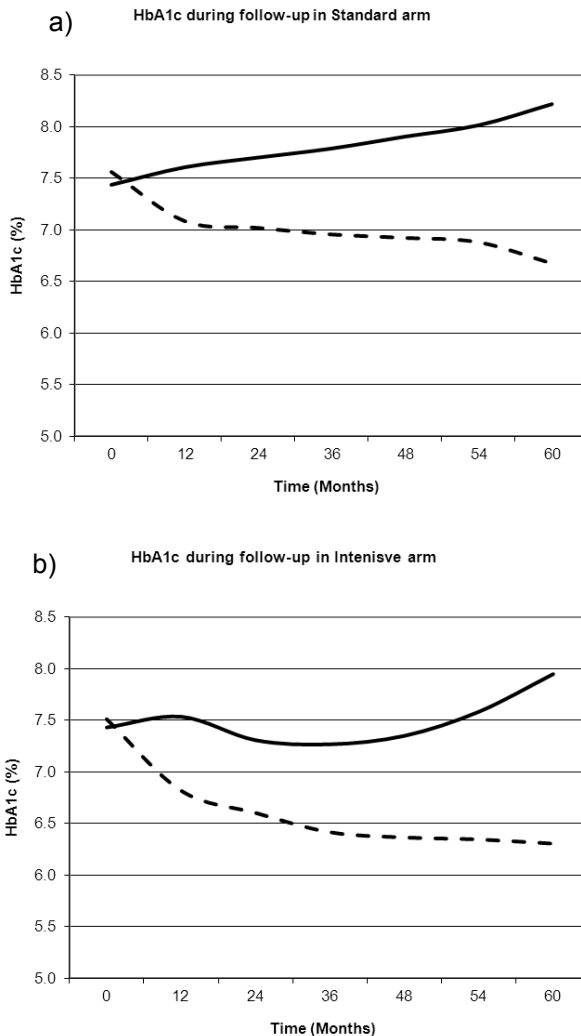 a)
HbA1c during follow-up in Standard arm
8.5
8.0
7.5
7.0
6.5
6.0
5.5
5.0
HbA1c (%)
0 12 24 36 48 54 60
Time (Months)
b)
HbA1c during follow-up in Intenisve arm
8.5
8.0
7.5
7.0
6.5
6.0
5.5
5.0
HbA1c (%)
0 12 24 36 48 54 60
Time (Months)